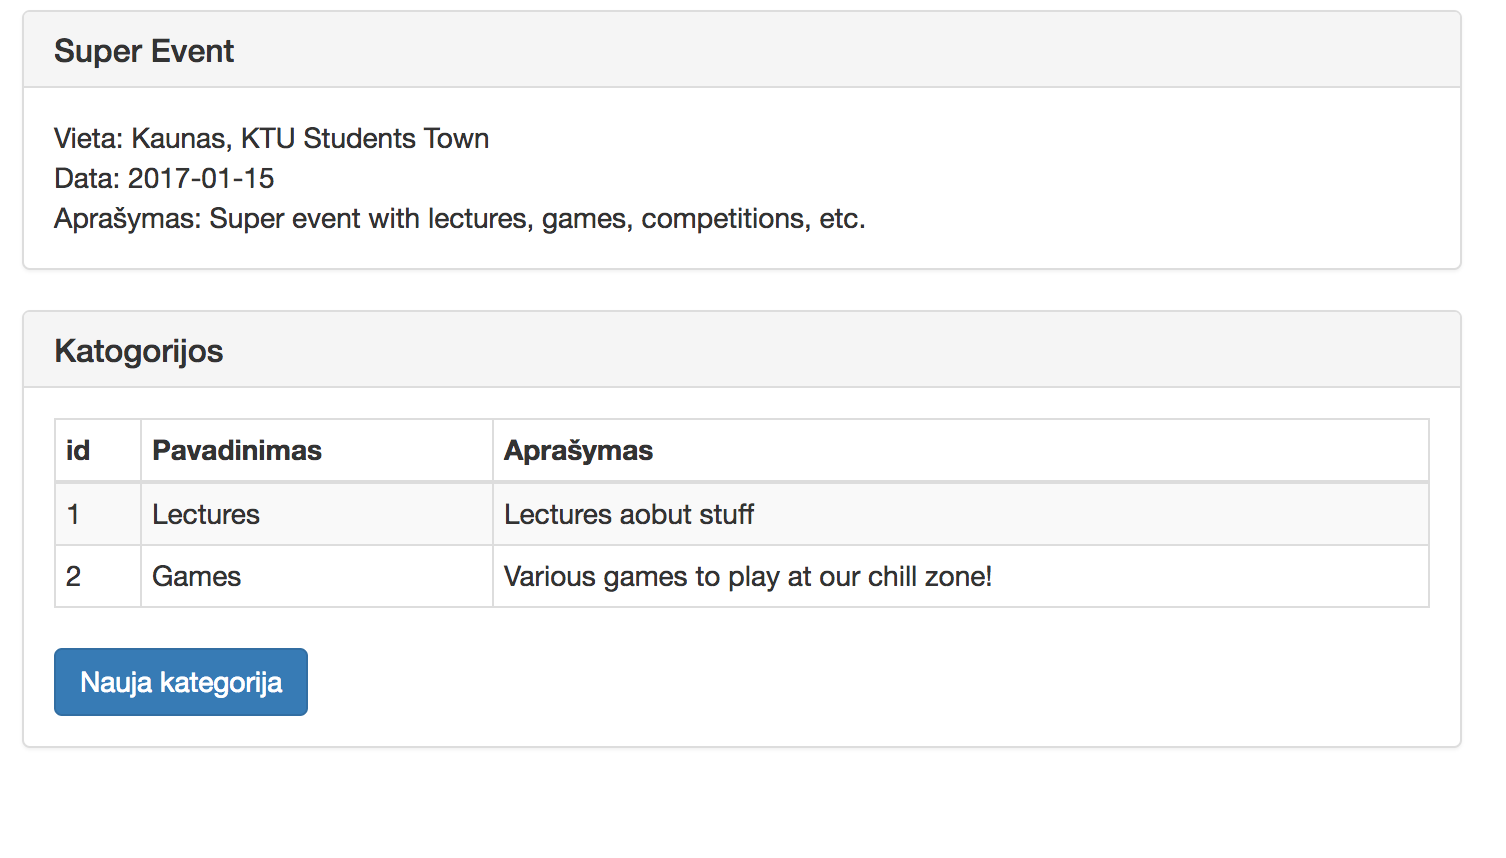 Super Event
Vieta: Kaunas, KTU Students Town
Data: 2017-01-15
Aprašymas: Super event with lectures, games, competitions, etc.
Katogorijos
id Pavadinimas Aprašymas
1 Lectures Lectures aobut stuff
2 Games Various games to play at our chill zone!
Nauja kategorija